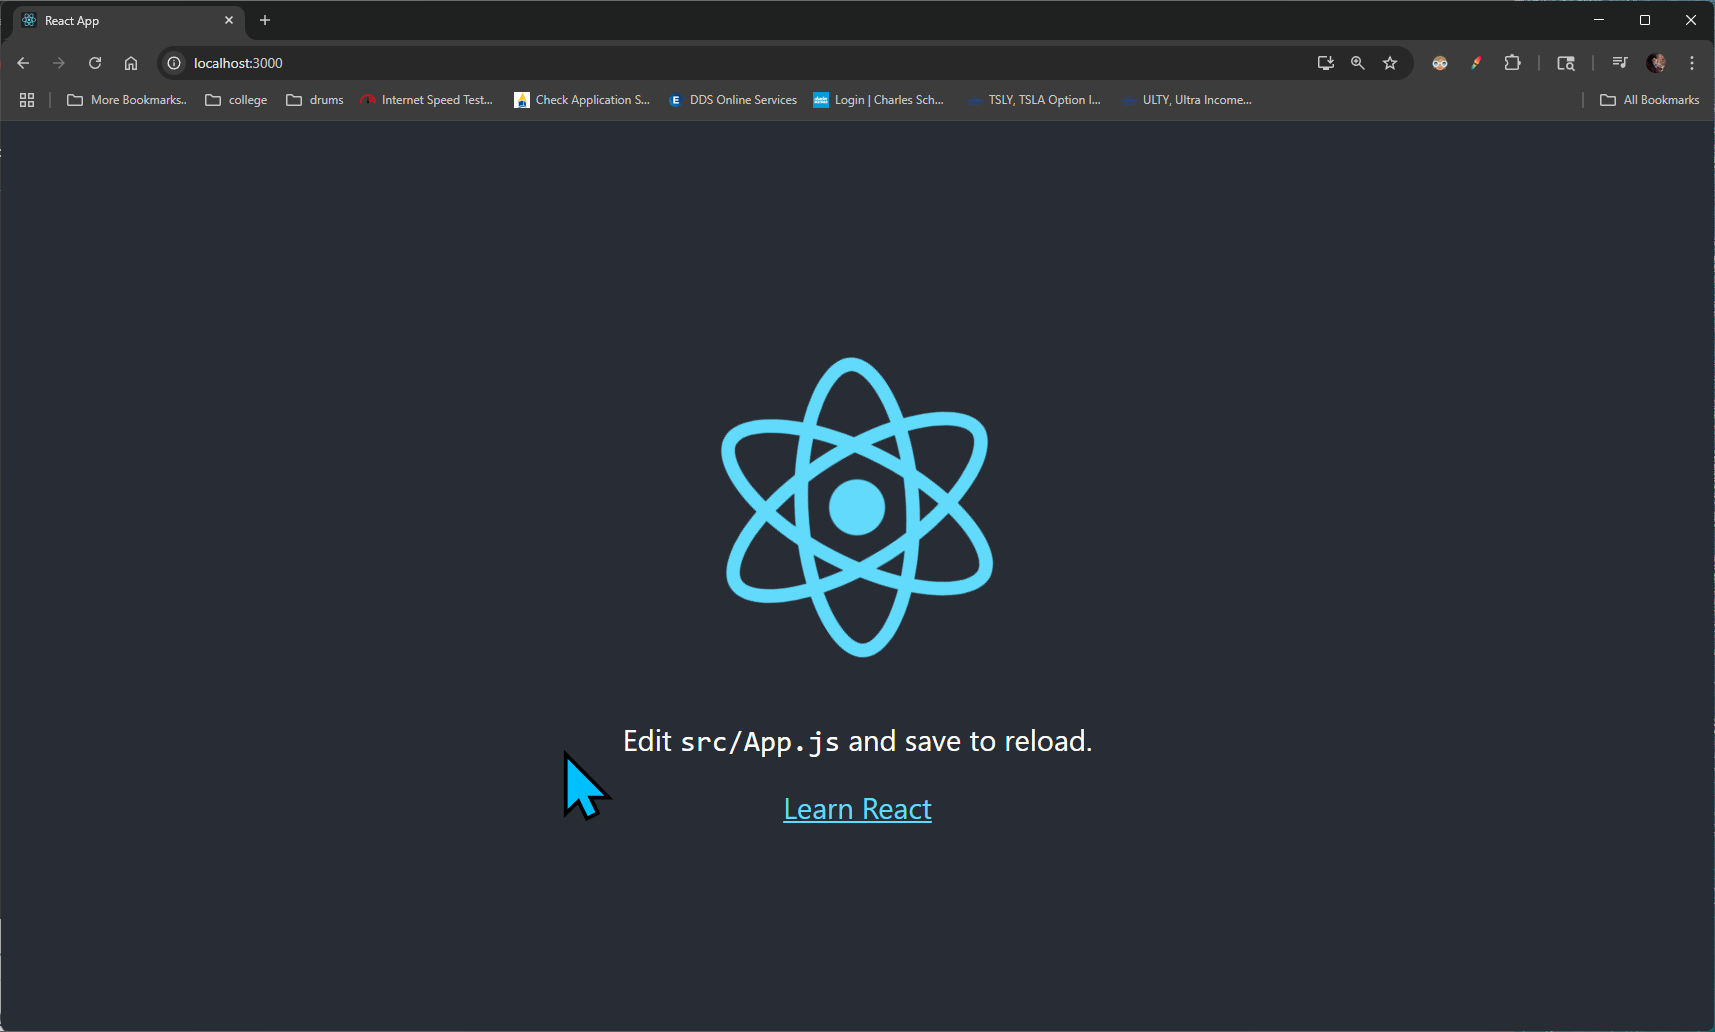 React App
localhost:3000
More Bookmarks..
college
drums
Internet Speed Test...
Check Application S...
DDS Online Services
Login | Charles Sch...
TSLY, TSLA Option I...
ULTY, Ultra Income...
All Bookmarks
Edit src/App.js and save to reload.
Learn React